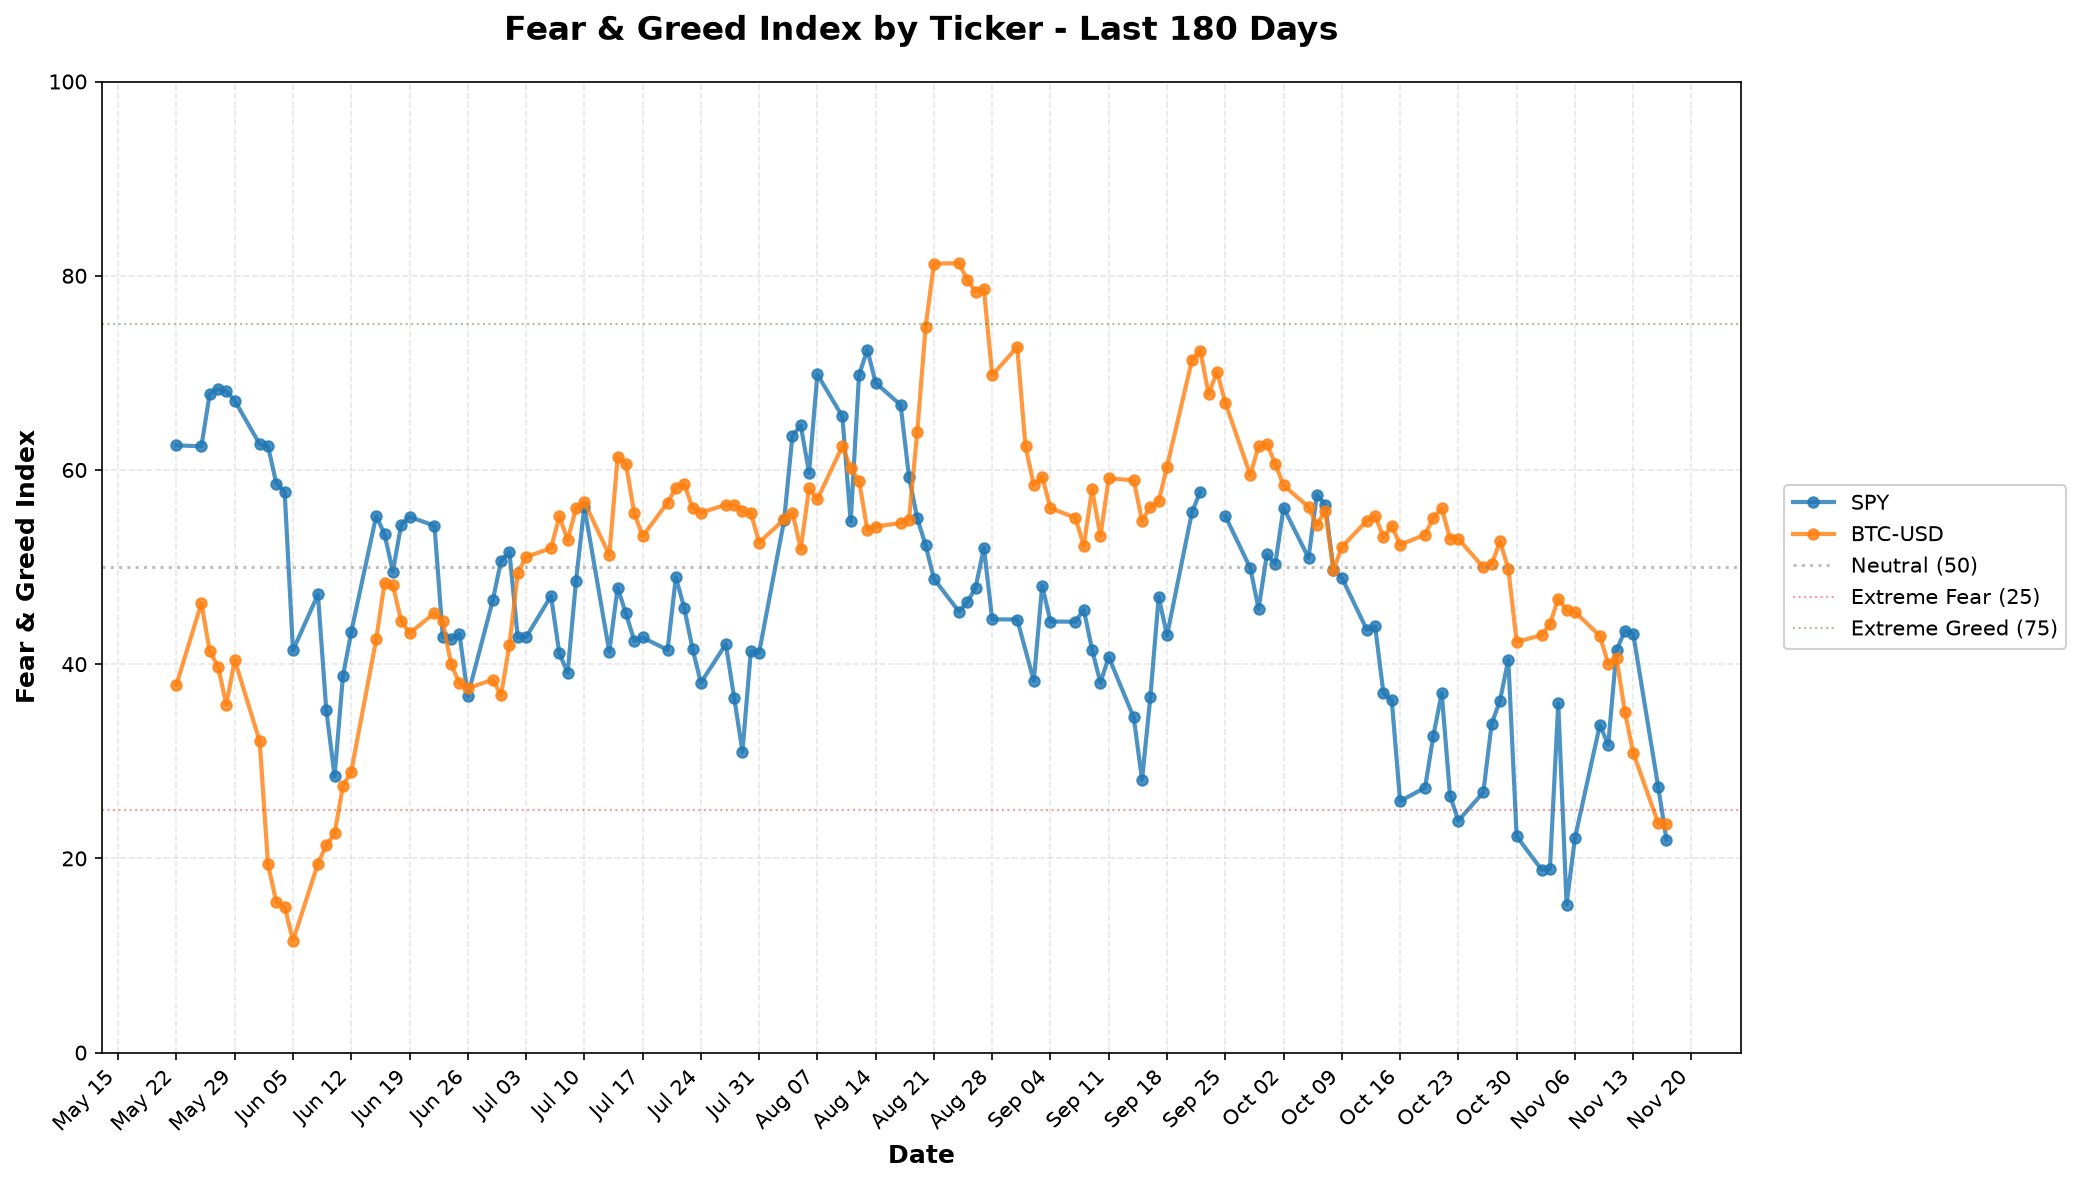 Fear & Greed Index by Ticker - Last 180 Days
Fear & Greed Index
100
80
60
40
20
0
May 15
May 22
May 29
Jun 05
Jun 12
Jun 19
Jun 26
Jul 03
Jul 10
Jul 17
Jul 24
Jul 31
Aug 07
Aug 14
Aug 21
Aug 28
Sep 04
Sep 11
Sep 18
Sep 25
Oct 02
Oct 09
Oct 16
Oct 23
Oct 30
Nov 06
Nov 13
Nov 20
Date
SPY
BTC-USD
Neutral (50)
Extreme Fear (25)
Extreme Greed (75)